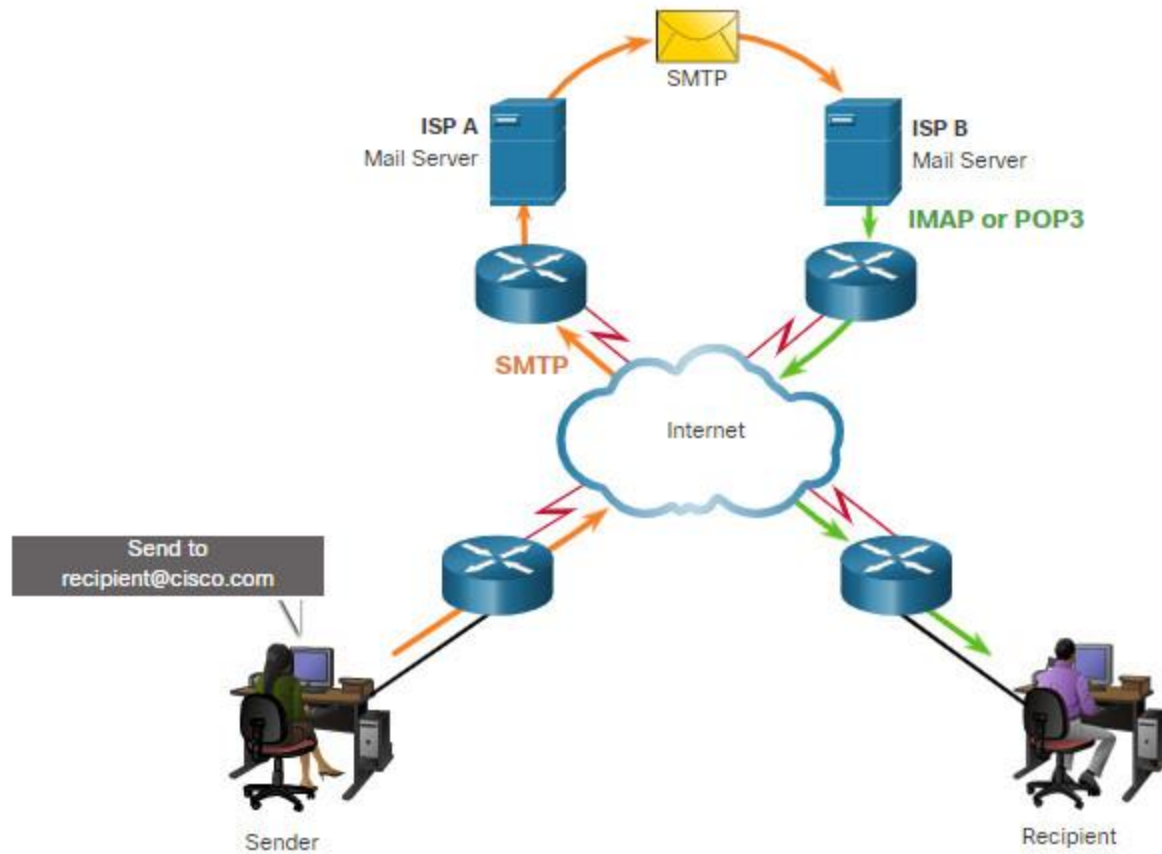 SMTP
ISP A
Mail Server
ISP B
Mail Server
IMAP or POP3
SMTP
Internet
Send to
recipient@cisco.com
Sender
Recipient